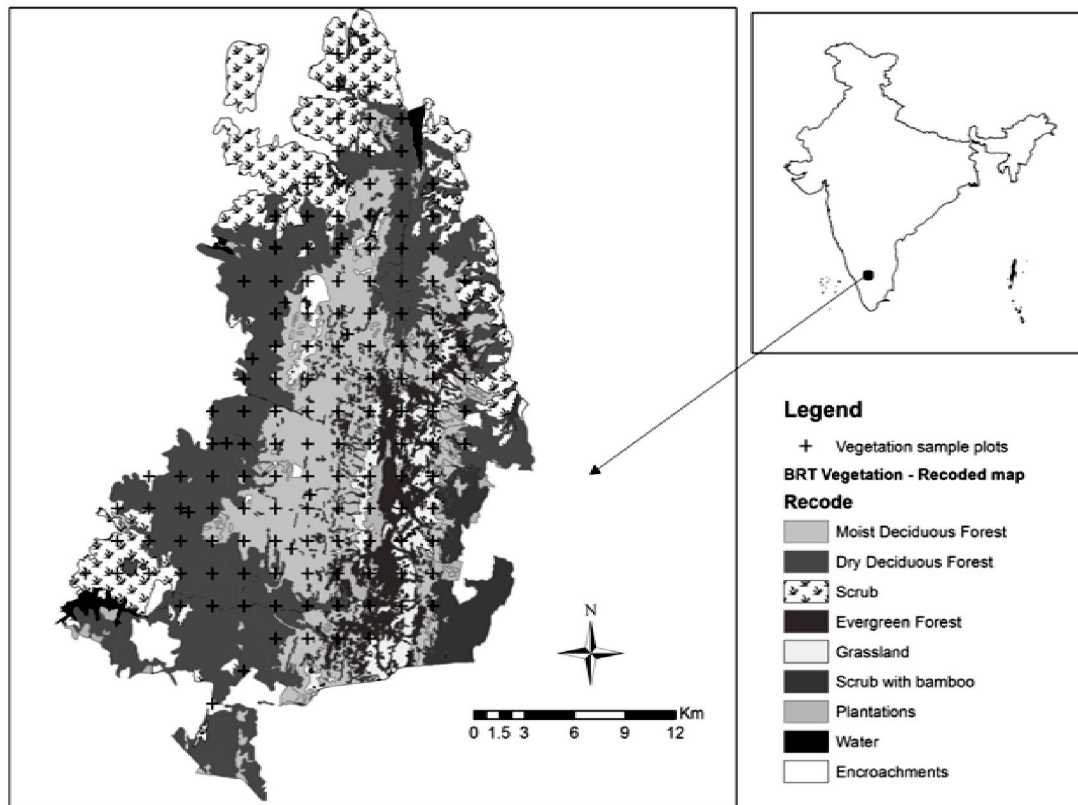 N
Km
0 1.5 3 6 9 12
Legend
+ Vegetation sample plots
BRT Vegetation - Recoded map
Recode
Moist Deciduous Forest
Dry Deciduous Forest
Scrub
Evergreen Forest
Grassland
Scrub with bamboo
Plantations
Water
Encroachments